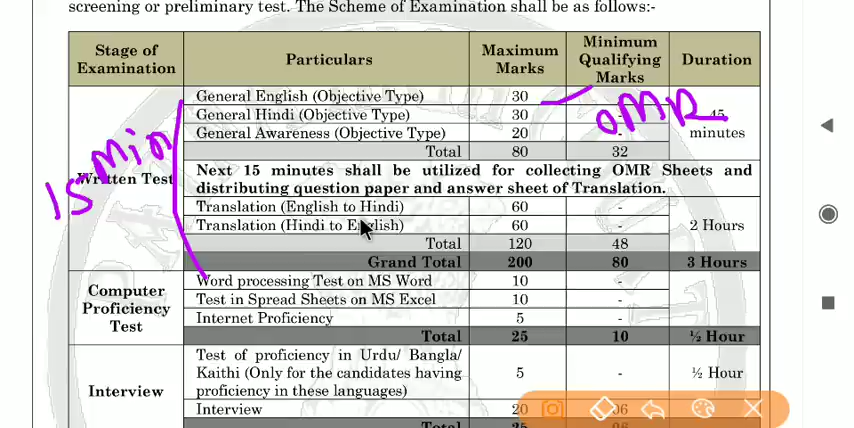 screening or preliminary test. The Scheme of Examination shall be as follows:-
Stage of Examination Particulars Maximum Marks Minimum Qualifying Marks Duration
General English (Objective Type) 30 -
OMR
General Hindi (Objective Type) 30 - 45 minutes
General Awareness (Objective Type) 20 -
15 min
Total 80 32
Written Test
Next 15 minutes shall be utilized for collecting OMR Sheets and
distributing question paper and answer sheet of Translation.
Translation (English to Hindi) 60 -
Translation (Hindi to English) 60 - 2 Hours
Total 120 48
Grand Total 200 80 3 Hours
Computer Proficiency Test
Word processing Test on MS Word 10 -
Test in Spread Sheets on MS Excel 10 -
Internet Proficiency 5 -
Total 25 10 ½ Hour
Interview
Test of proficiency in Urdu/ Bangla/
Kaithi (Only for the candidates having 5 - ½ Hour
proficiency in these languages)
Interview 20 06
Total 25